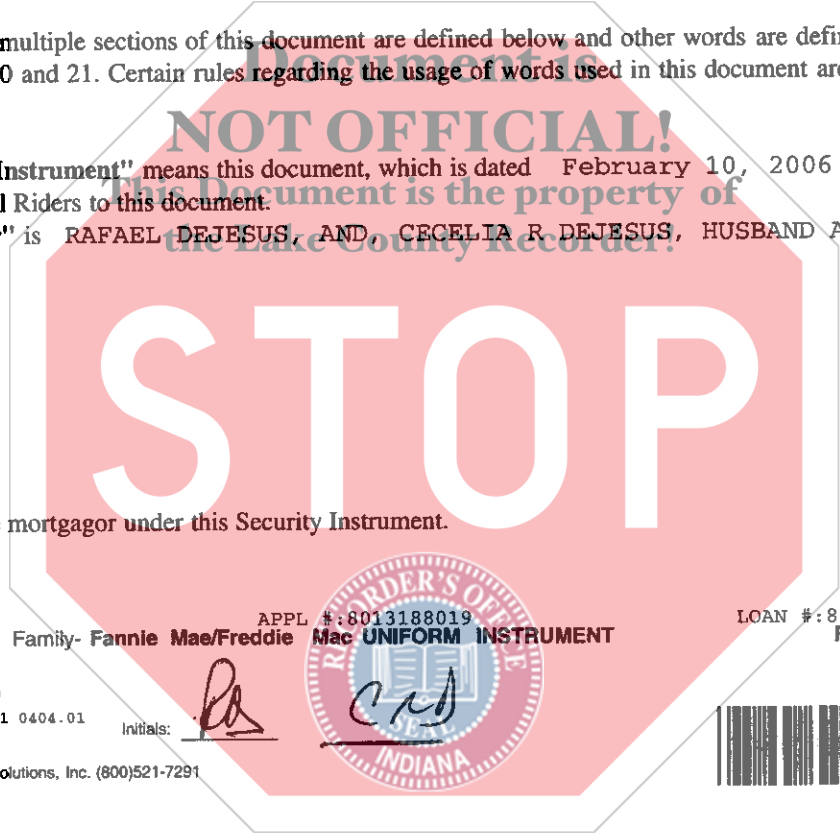 multiple sections of this document are defined below and other words are defi
0 and 21. Certain rules regarding the usage of words used in this document are
Document is
NOT OFFICIAL!
Instrument" means this document, which is dated February 10, 2006
This Document is the property of
l Riders to this document.
the Lake County Recorder!
" is RAFAEL DEJESUS, AND, CECELIA R DEJESUS, HUSBAND A
STOP
mortgagor under this Security Instrument.
RECORDER'S OFFICE
SEAL
INDIANA
APPL #:8013188019
LOAN #:8
Family- Fannie Mae/Freddie Mac UNIFORM INSTRUMENT
1 0404.01
Initials:
CRD
olutions, Inc. (800)521-7291